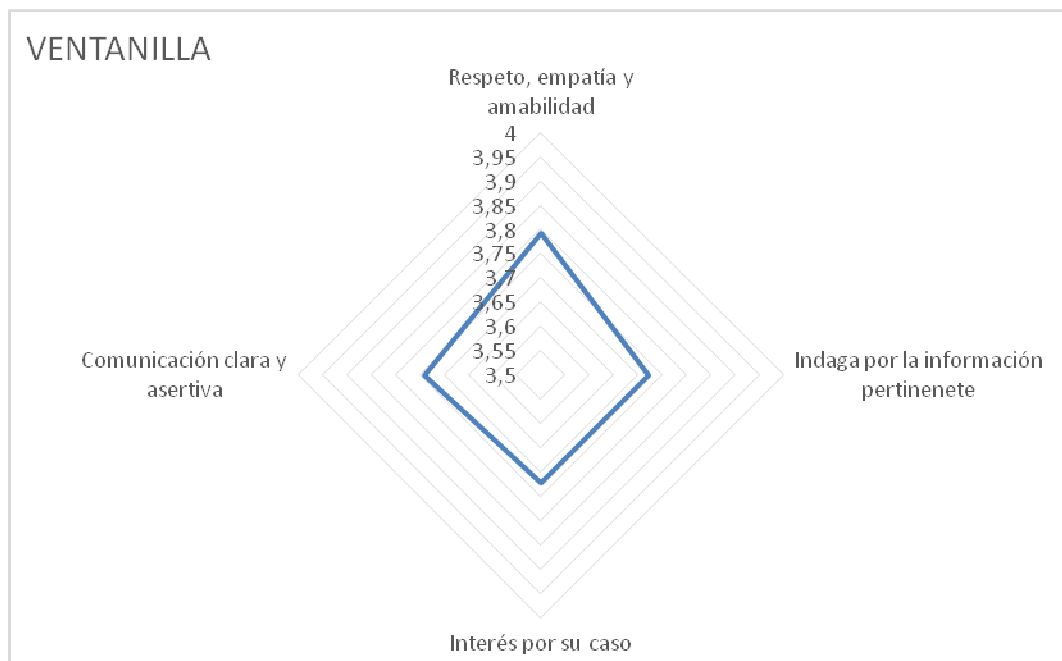 VENTANILLA
Respeto, empatía y
amabilidad
4
3,95
3,9
3,85
3,8
3,75
3,7
3,65
3,6
3,55
3,5
Comunicación clara y
asertiva
Indaga por la información
pertinenete
Interés por su caso